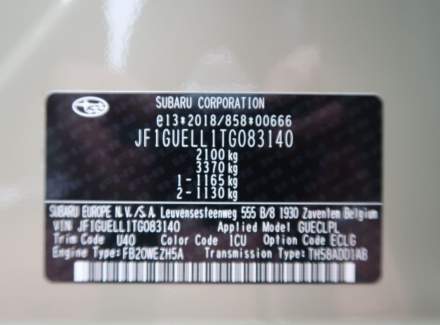 SUBARU CORPORATION
e13*2018/858*00666
JF1GUELL1TG083140
2100 kg
3370 kg
1 - 1165 kg
2 - 1130 kg
SUBARU EUROPE N.V./S.A. Leuvensesteenweg 555 B/8 1930 Zaventem Belgium
VIN JF1GUELL1TG083140 Applied Model GUECLPL
Trim Code U40 Color Code 1CU Option Code ECLG
Engine Type: FB20WEZH5A Transmission Type: TH58ADD1AB